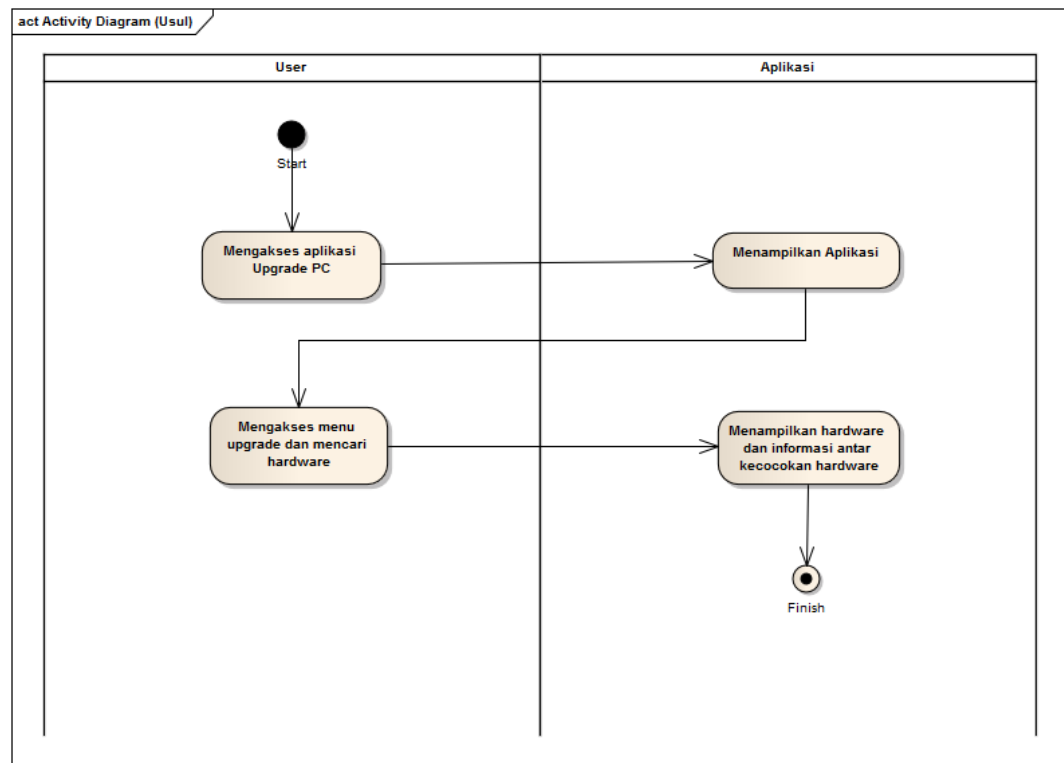 act Activity Diagram (Usul)
User
Aplikasi
Start
Mengakses aplikasi
Upgrade PC
Menampilkan Aplikasi
Mengakses menu
upgrade dan mencari
hardware
Menampilkan hardware
dan informasi antar
kecocokan hardware
Finish